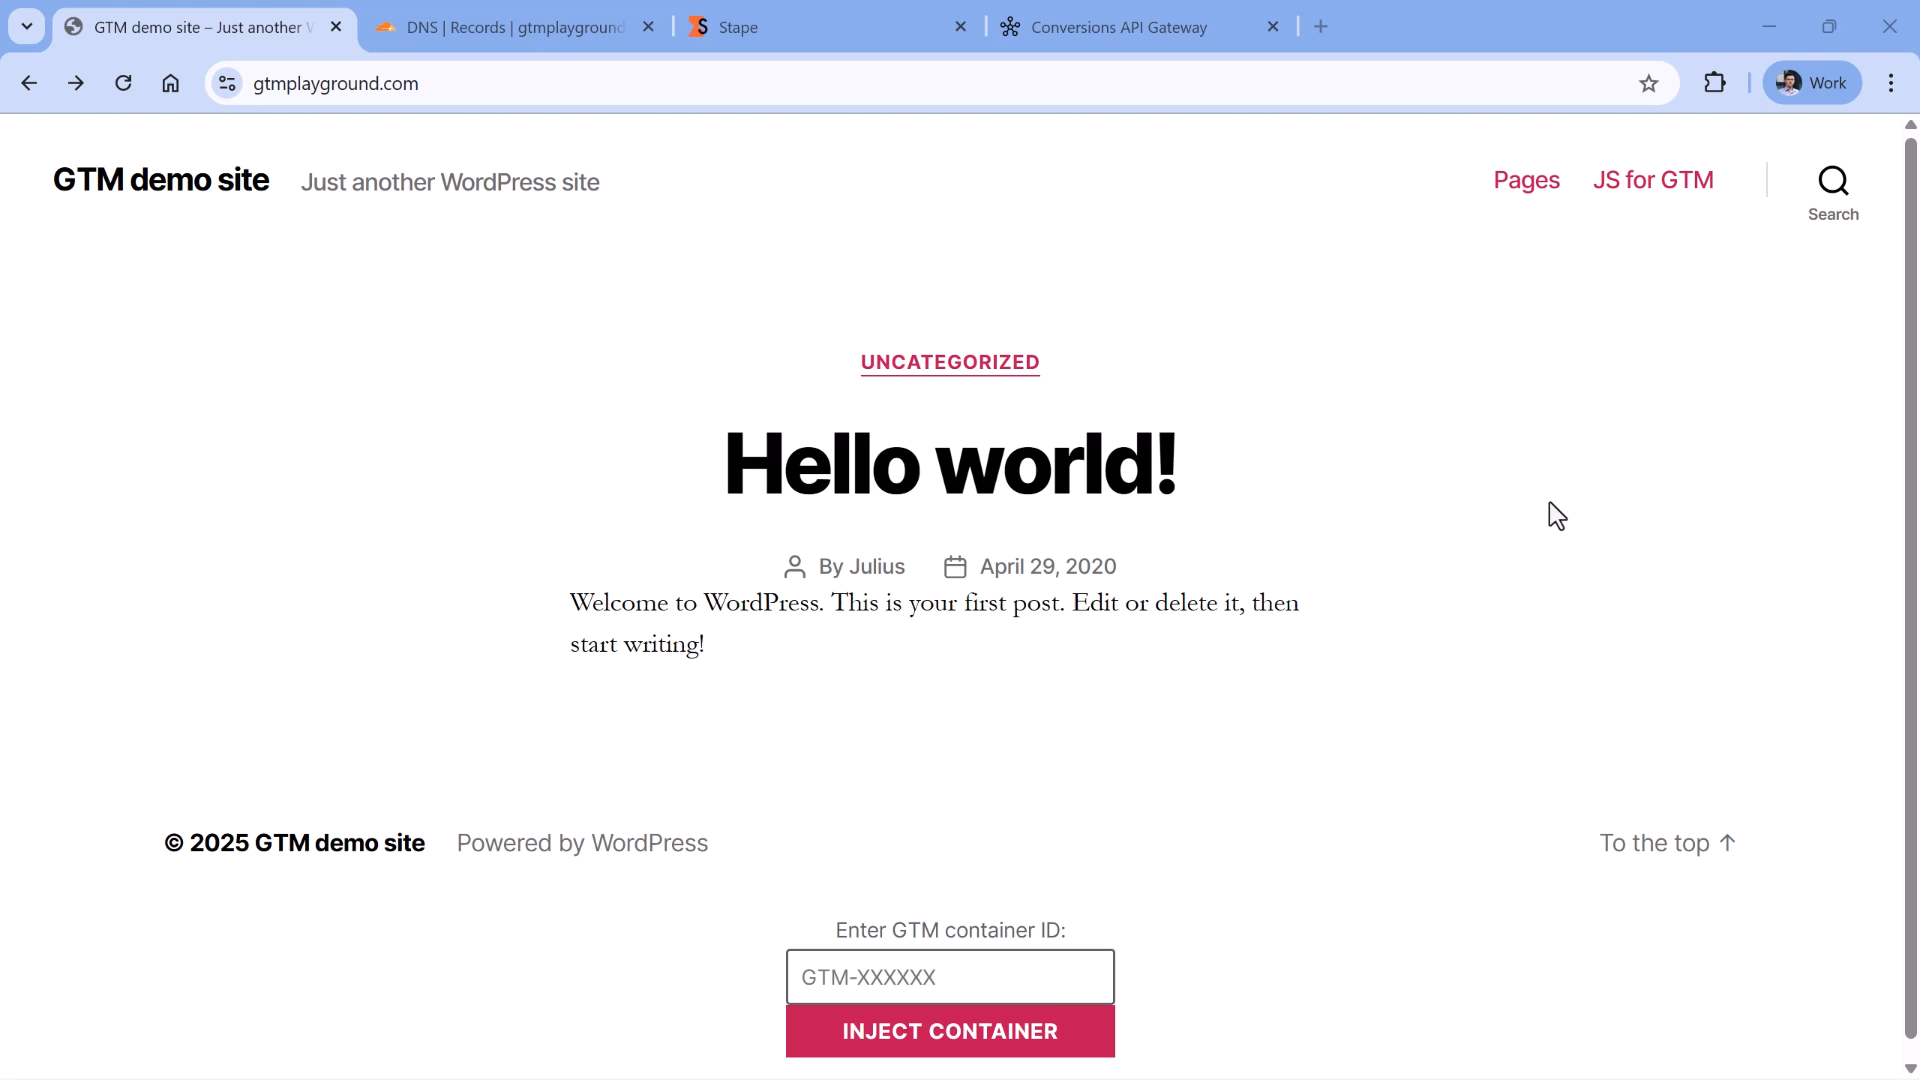 GTM demo site – Just another W
DNS | Records | gtmplayground
Stape
Conversions API Gateway
gtmplayground.com
Work
GTM demo site
Just another WordPress site
Pages
JS for GTM
Search
UNCATEGORIZED
Hello world!
By Julius
April 29, 2020
Welcome to WordPress. This is your first post. Edit or delete it, then
start writing!
© 2025 GTM demo site
Powered by WordPress
To the top ↑
Enter GTM container ID:
GTM-XXXXXX
INJECT CONTAINER